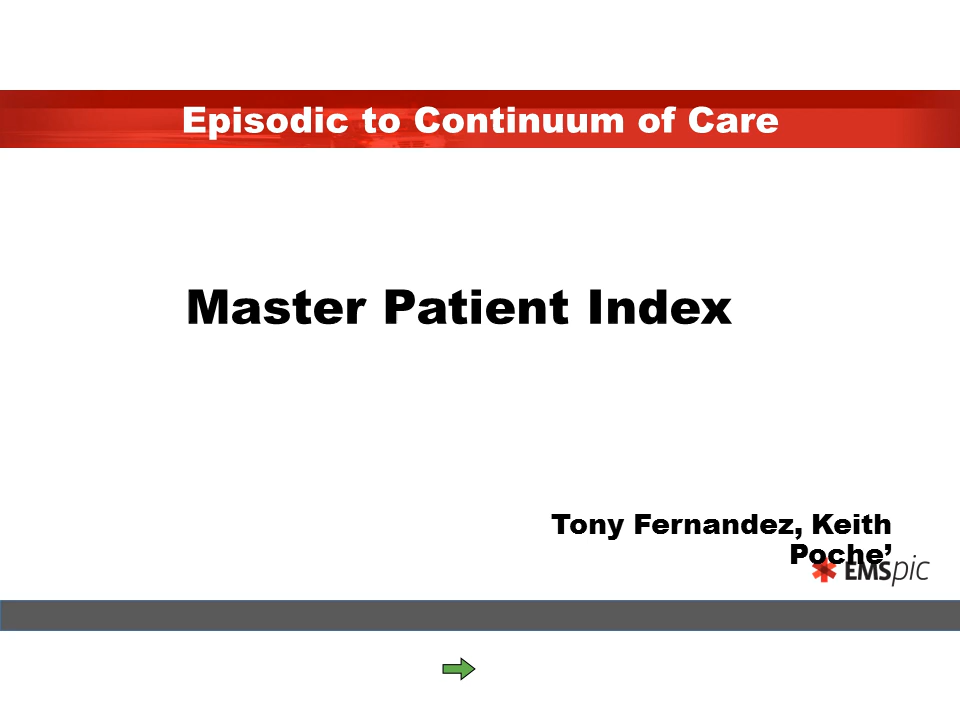 Episodic to Continuum of Care
Master Patient Index
Tony Fernandez, Keith
Poche’
EMSpic